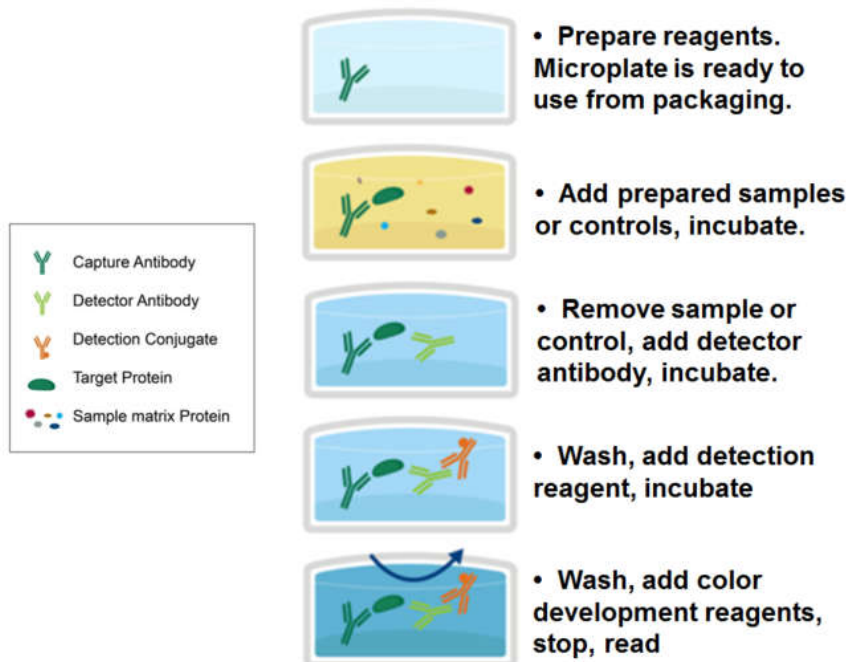 • Prepare reagents.
Microplate is ready to
use from packaging.
• Add prepared samples
or controls, incubate.
Capture Antibody
Detector Antibody
Detection Conjugate
Target Protein
Sample matrix Protein
• Remove sample or
control, add detector
antibody, incubate.
• Wash, add detection
reagent, incubate
• Wash, add color
development reagents,
stop, read